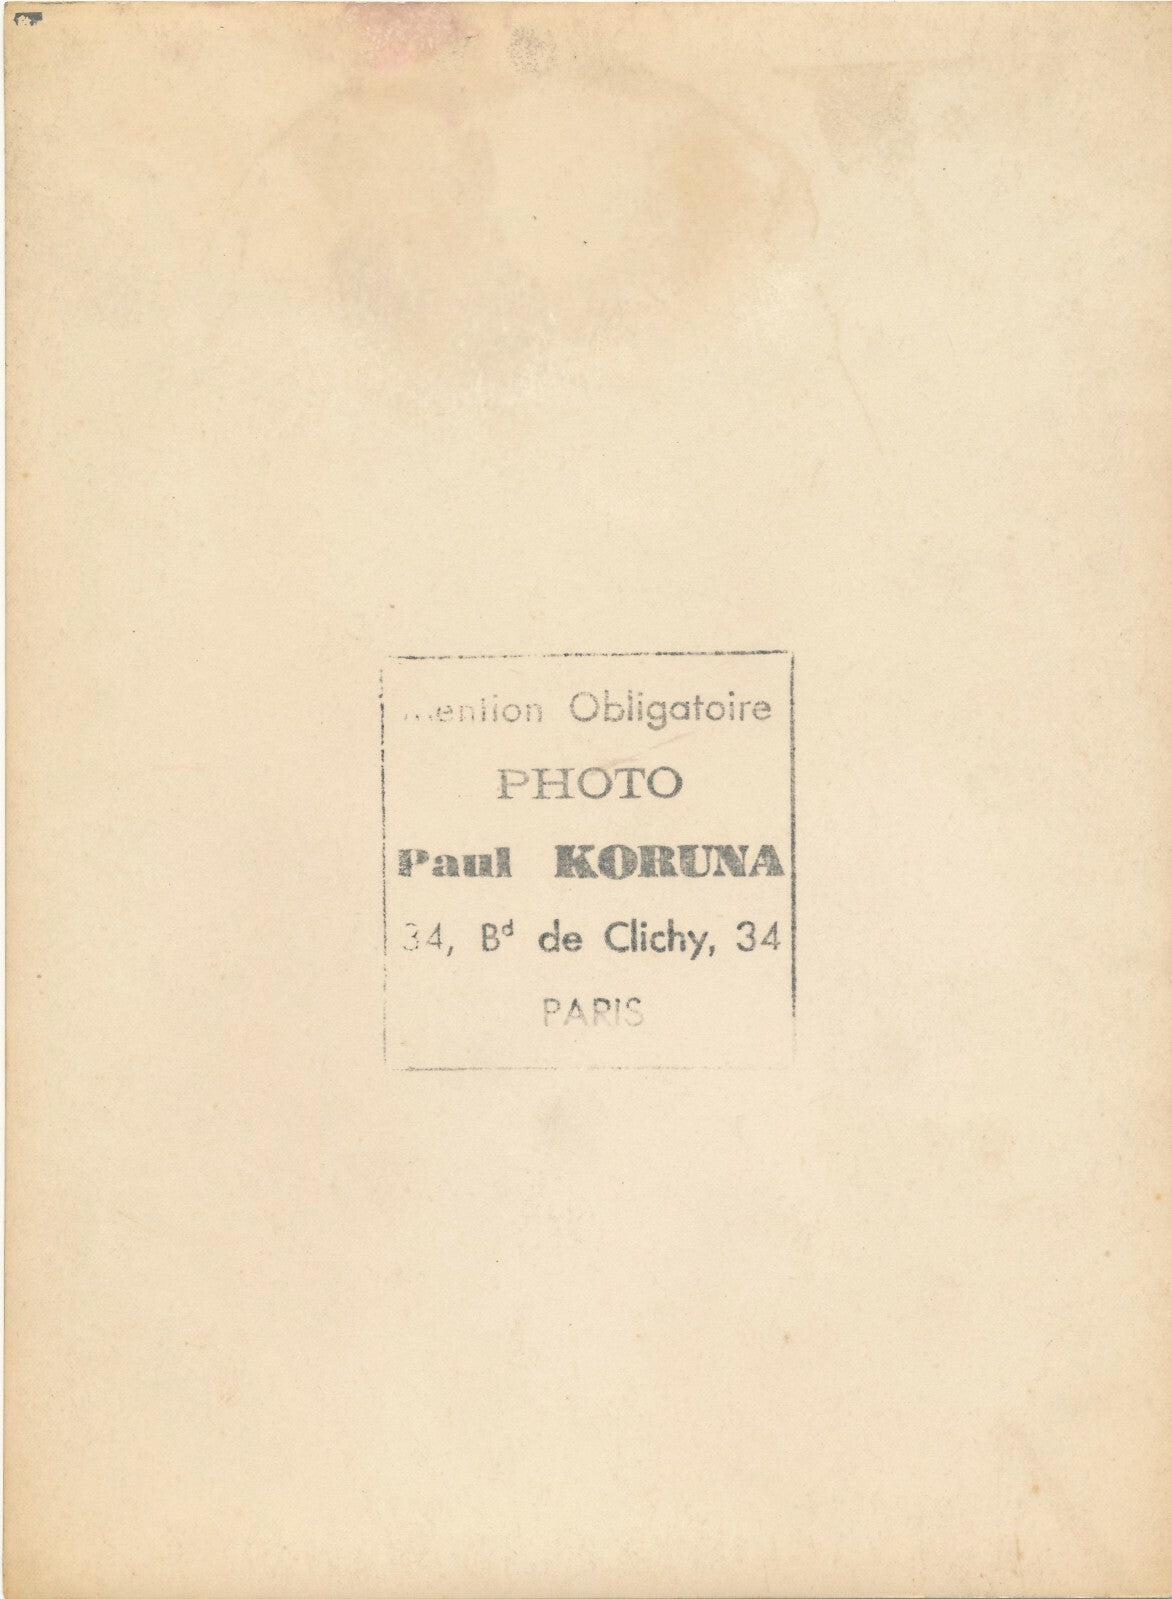 Mention Obligatoire
PHOTO
Paul KORUNA
34, Bᵈ de Clichy, 34
PARIS